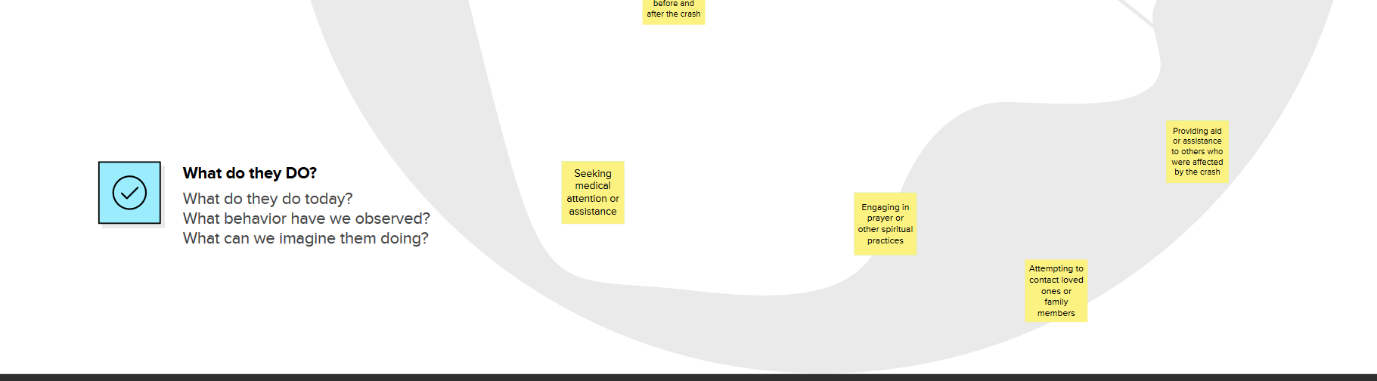 before and
after the crash
What do they DO?
What do they do today?
What behavior have we observed?
What can we imagine them doing?
Seeking
medical
attention or
assistance
Engaging in
prayer or
other spiritual
practices
Attempting to
contact loved
ones or
family
members
Providing aid
or assistance
to others who
were affected
by the crash